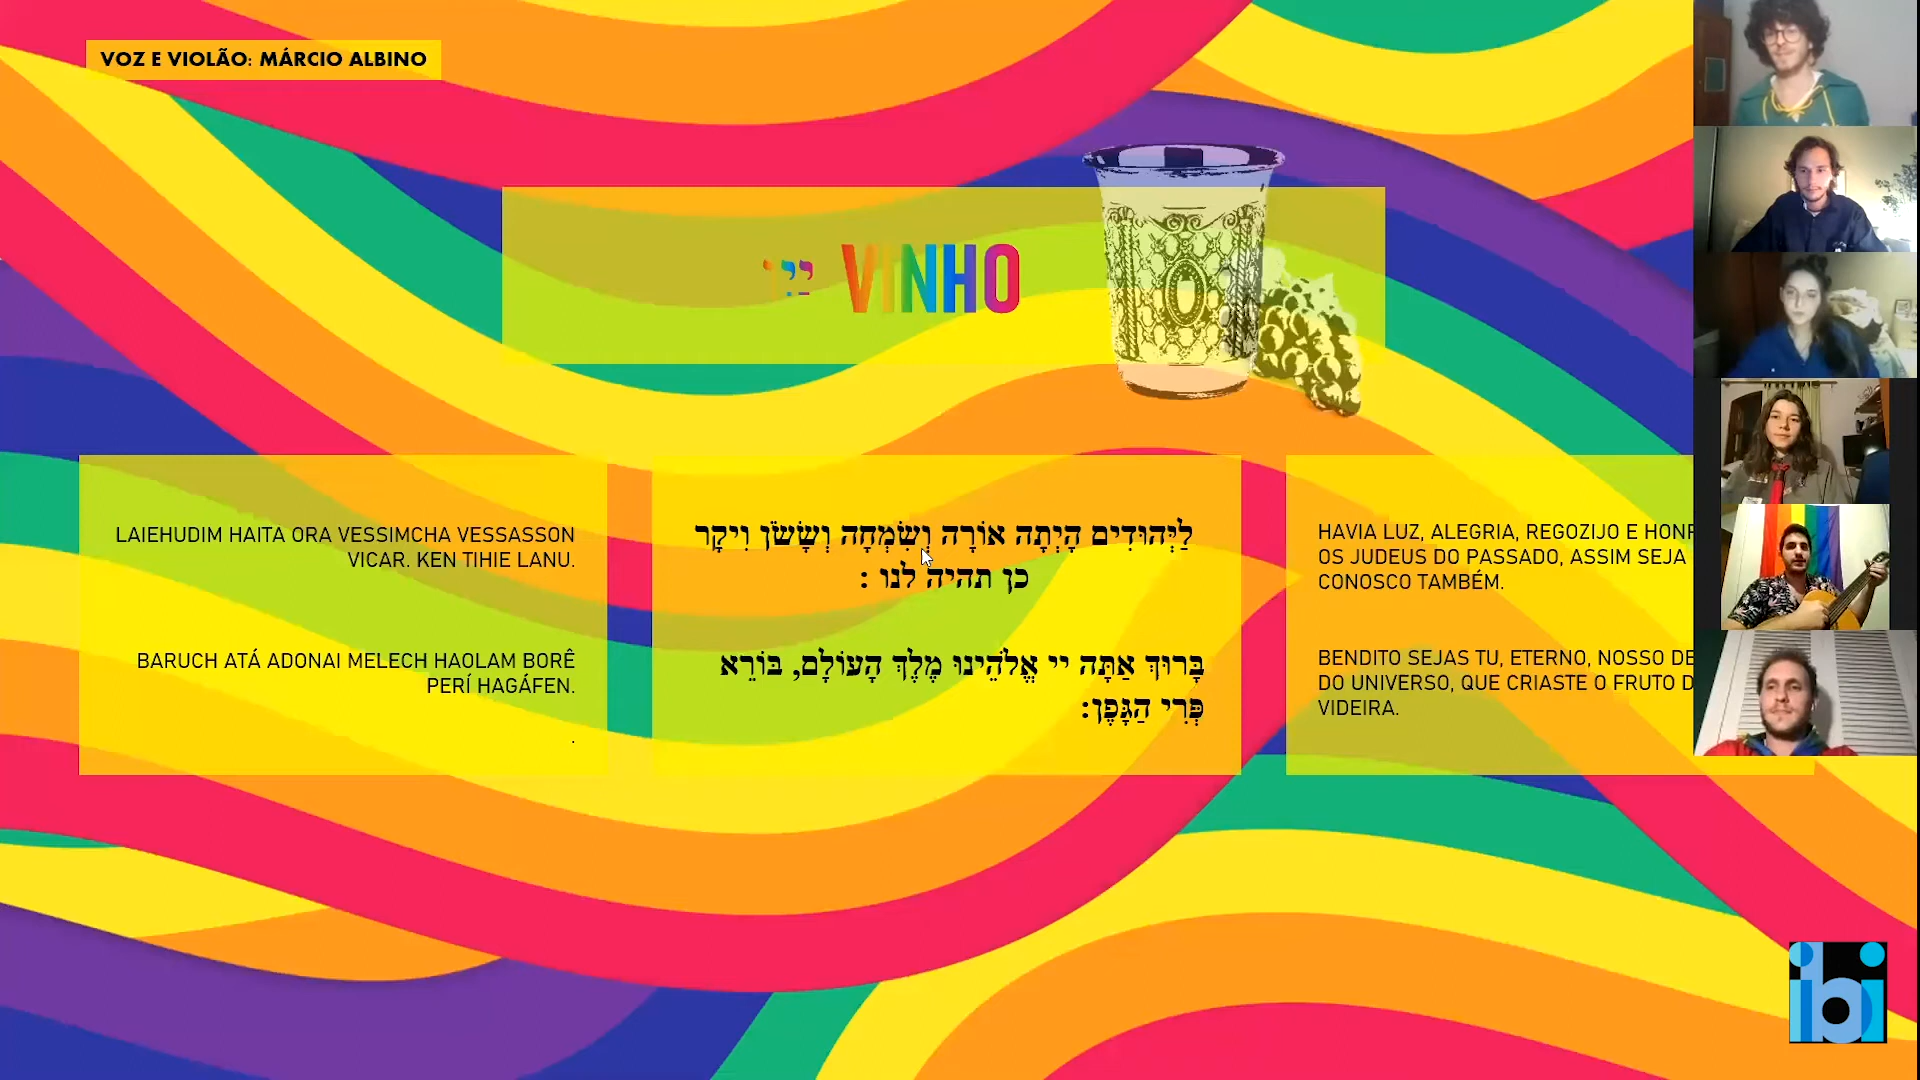 VOZ E VIOLÃO: MÁRCIO ALBINO
יַיִן VINHO
LAIEHUDIM HAITA ORA VESSIMCHA VESSASSON
VICAR. KEN TIHIE LANU.
BARUCH ATÁ ADONAI MELECH HAOLAM BORÊ
PERÍ HAGÁFEN.
.
לַיְּהוּדִים הָיְתָה אוֹרָה וְשִׂמְחָה וְשָׂשֹׂן וִיקָר
כן תהיה לנו :
בָּרוּךְ אַתָּה יי אֱלֹהֵינוּ מֶלֶךְ הָעוֹלָם, בּוֹרֵא
פְּרִי הַגָּפֶן:
HAVIA LUZ, ALEGRIA, REGOZIJO E
OS JUDEUS DO PASSADO, ASSIM SEJA
CONOSCO TAMBÉM.
BENDITO SEJAS TU, ETERNO, NOSSO
DO UNIVERSO, QUE CRIASTE O FRUTO
VIDEIRA.
ibi